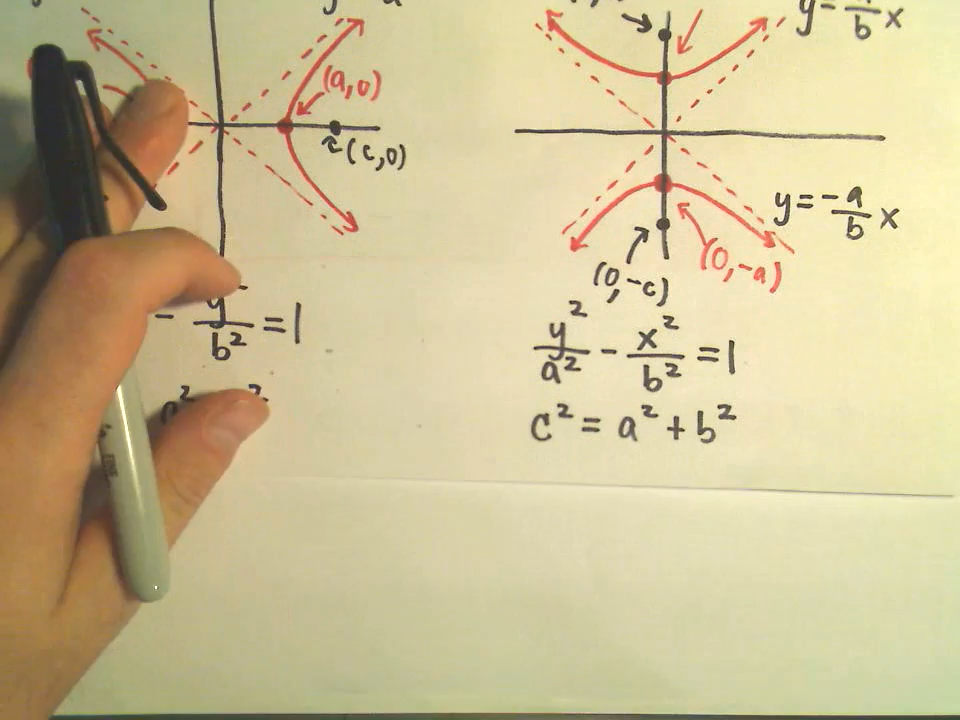 (a,0)
(c,0)
- y² / b² = 1
y = a/b x
y = -a/b x
(0,-a)
(0,-c)
y²/a² - x²/b² = 1
c² = a² + b²